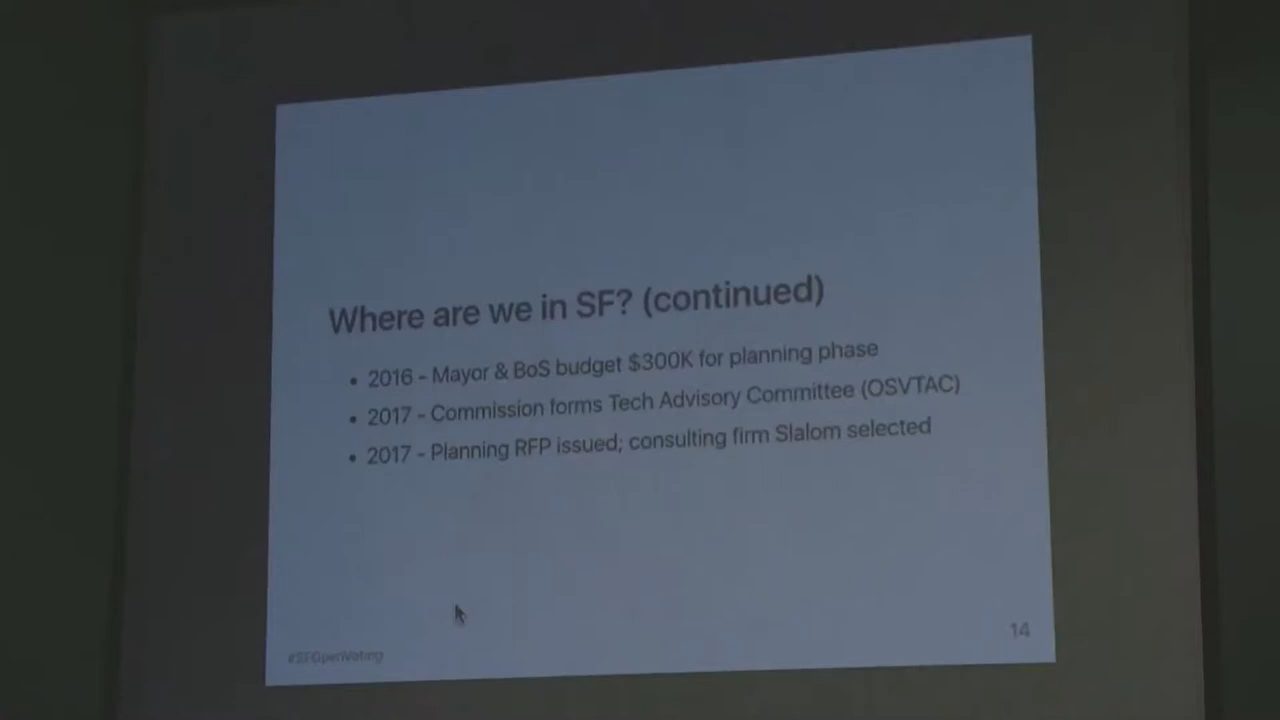 Where are we in SF? (continued)
• 2016 - Mayor & BoS budget $300K for planning phase
• 2017 - Commission forms Tech Advisory Committee (OSVTAC)
• 2017 - Planning RFP issued; consulting firm Slalom selected
#SFOpenVoting
14